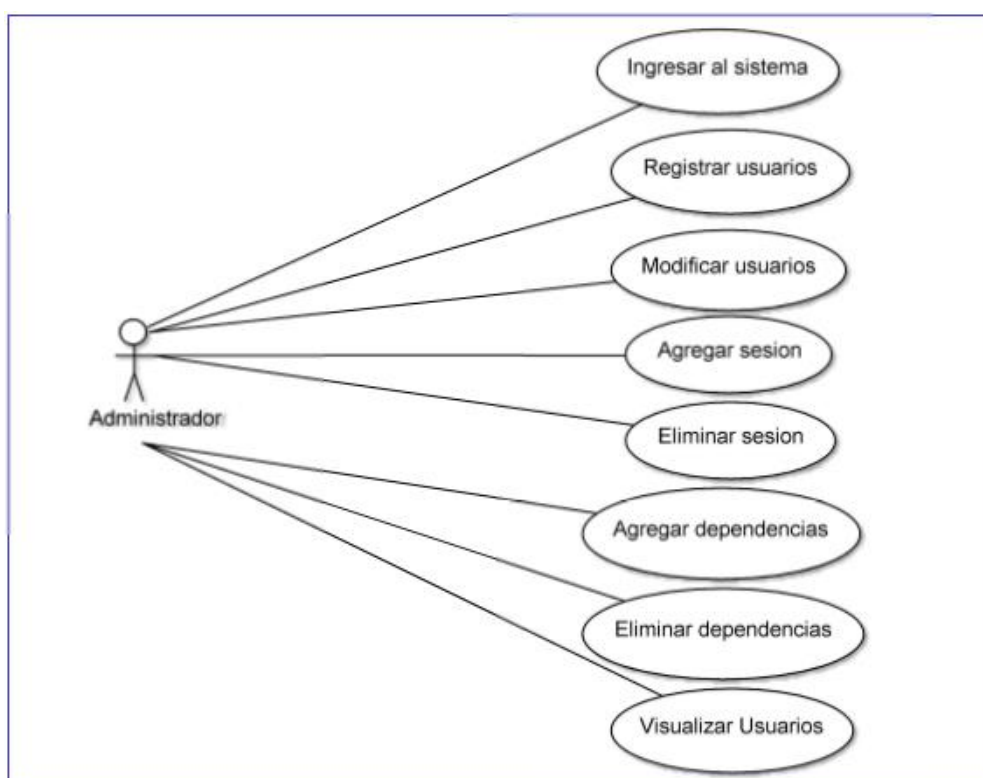 Ingresar al sistema
Registrar usuarios
Modificar usuarios
Agregar sesion
Eliminar sesion
Administrador
Agregar dependencias
Eliminar dependencias
Visualizar Usuarios